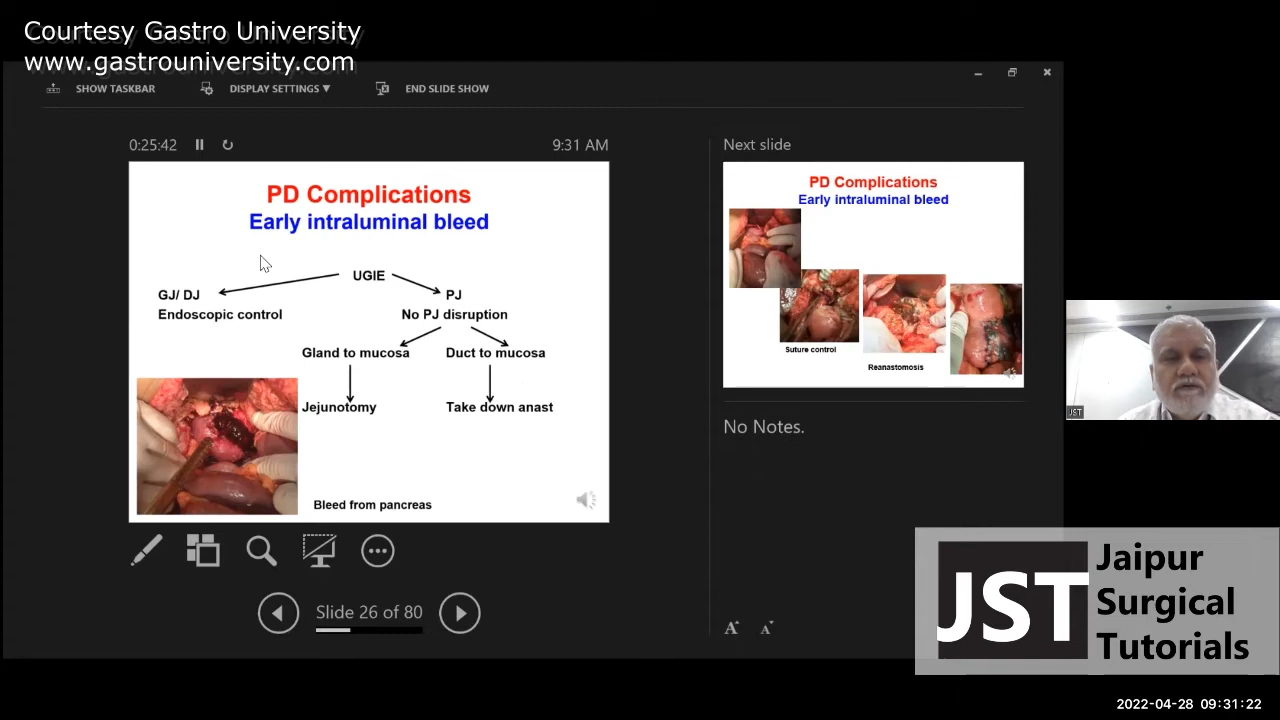 Courtesy Gastro University
www.gastrouniversity.com
SHOW TASKBAR
DISPLAY SETTINGS ▼
END SLIDE SHOW
0:25:42
9:31 AM
PD Complications
Early intraluminal bleed
UGIE
GJ/ DJ
Endoscopic control
PJ
No PJ disruption
Gland to mucosa
Duct to mucosa
Jejunotomy
Take down anast
Bleed from pancreas
Slide 26 of 80
Next slide
PD Complications
Early intraluminal bleed
Suture control
Reanastomosis
No Notes.
A A
JST
JST
Jaipur
Surgical
Tutorials
2022-04-28 09:31:22